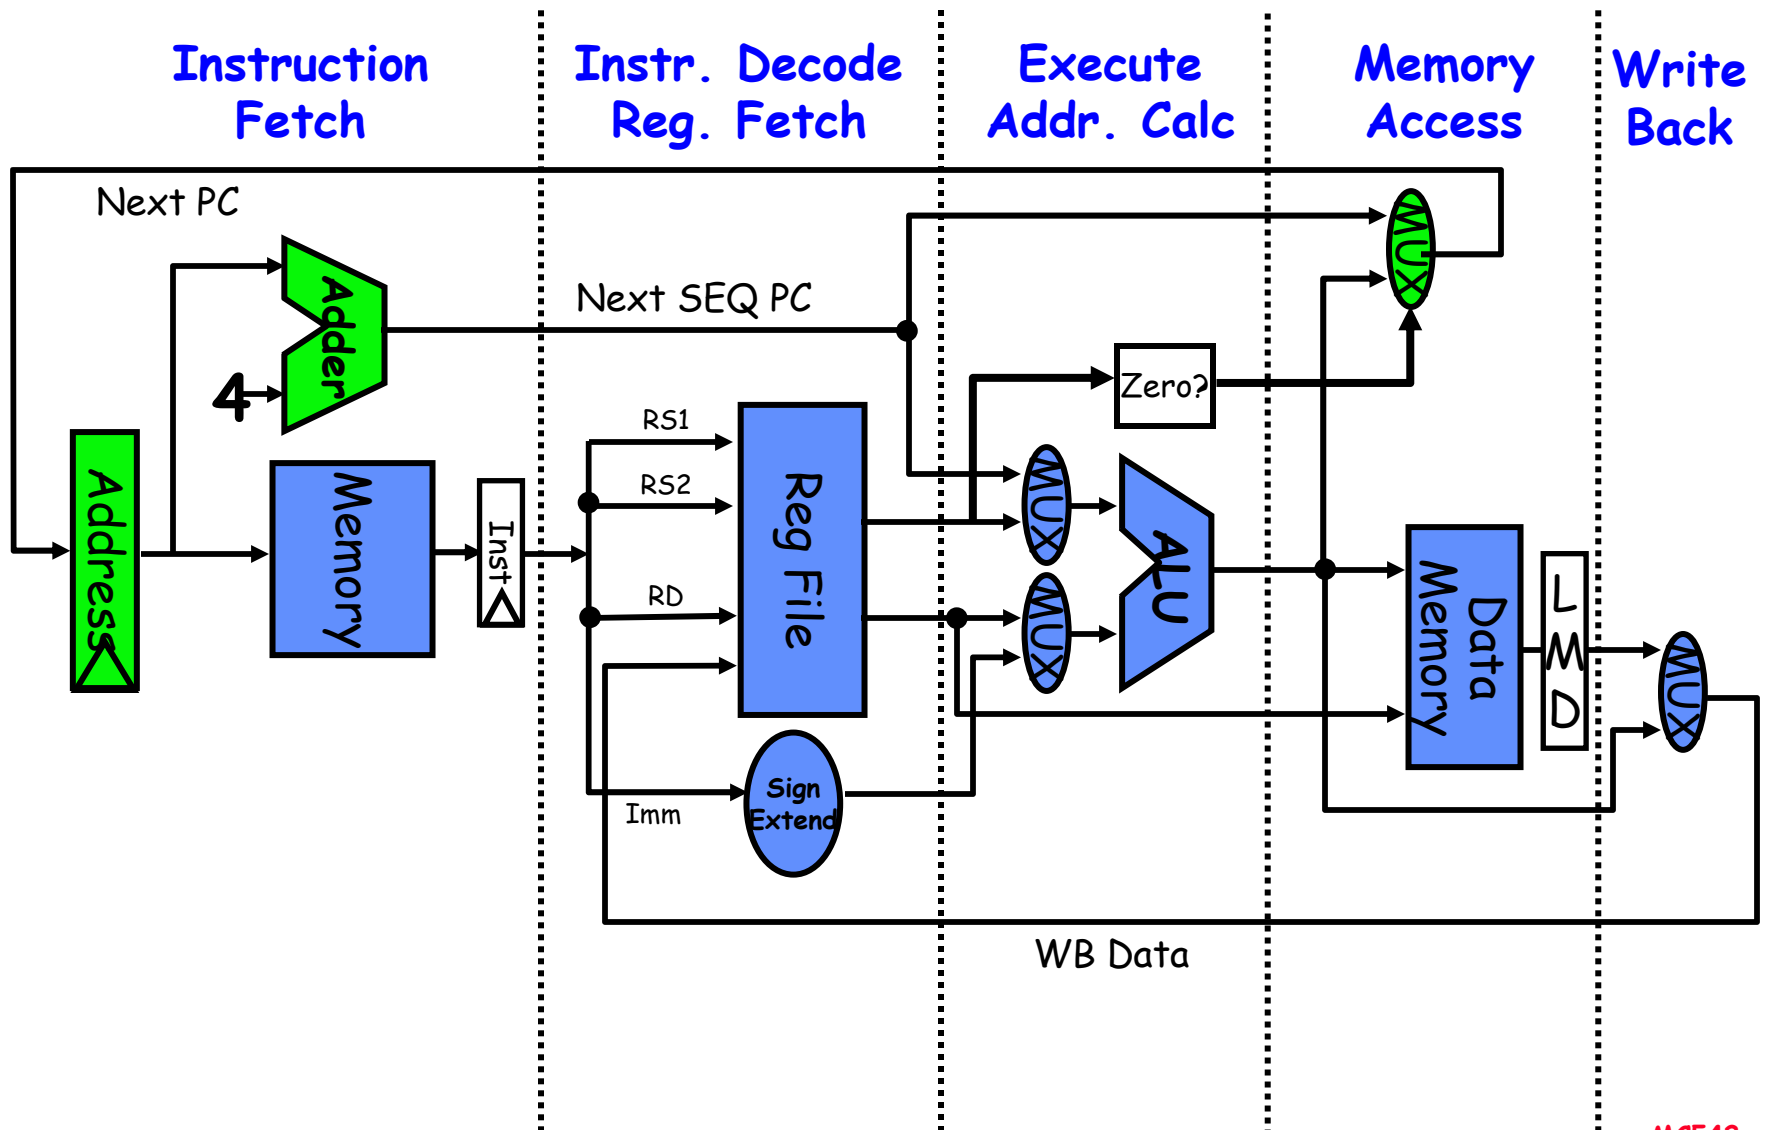 Instruction
Fetch
Instr. Decode
Reg. Fetch
Execute
Addr. Calc
Memory
Access
Write
Back
Next PC
MUX
Adder
Next SEQ PC
4
Zero?
Address
Memory
Inst
RS1
RS2
RD
Reg File
MUX
MUX
ALU
Data
Memory
LMD
MUX
Imm
Sign
Extend
WB Data